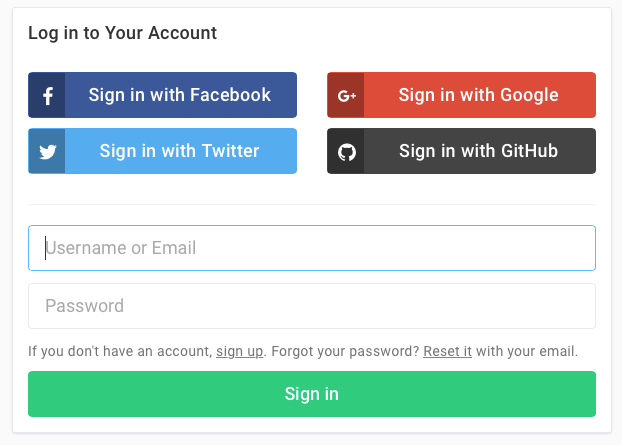 Log in to Your Account
Sign in with Facebook
Sign in with Google
Sign in with Twitter
Sign in with GitHub
Username or Email
Password
If you don't have an account, sign up. Forgot your password? Reset it with your email.
Sign in